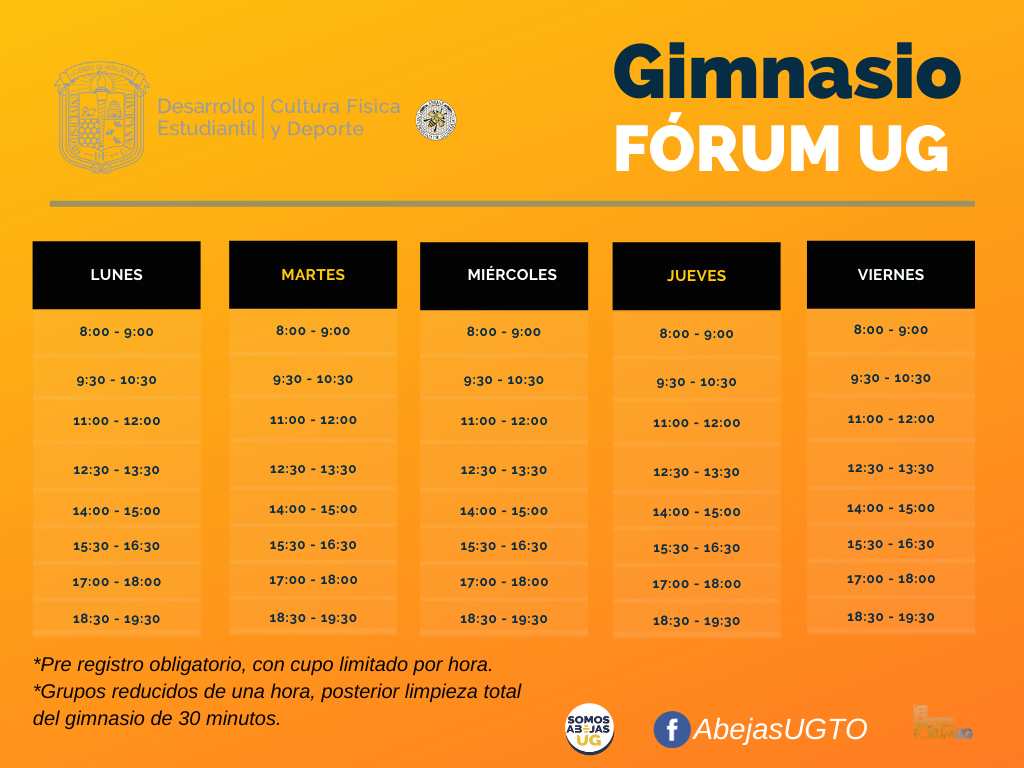 Gimnasio
FÓRUM UG
Desarrollo | Cultura Física
Estudiantil | y Deporte
LUNES MARTES MIÉRCOLES JUEVES VIERNES
8:00 - 9:00 8:00 - 9:00 8:00 - 9:00 8:00 - 9:00 8:00 - 9:00
9:30 - 10:30 9:30 - 10:30 9:30 - 10:30 9:30 - 10:30 9:30 - 10:30
11:00 - 12:00 11:00 - 12:00 11:00 - 12:00 11:00 - 12:00 11:00 - 12:00
12:30 - 13:30 12:30 - 13:30 12:30 - 13:30 12:30 - 13:30 12:30 - 13:30
14:00 - 15:00 14:00 - 15:00 14:00 - 15:00 14:00 - 15:00 14:00 - 15:00
15:30 - 16:30 15:30 - 16:30 15:30 - 16:30 15:30 - 16:30 15:30 - 16:30
17:00 - 18:00 17:00 - 18:00 17:00 - 18:00 17:00 - 18:00 17:00 - 18:00
18:30 - 19:30 18:30 - 19:30 18:30 - 19:30 18:30 - 19:30 18:30 - 19:30
*Pre registro obligatorio, con cupo limitado por hora.
*Grupos reducidos de una hora, posterior limpieza total
del gimnasio de 30 minutos.
SOMOS
ABEJAS
UG
f AbejasUGTO
FÓRUMUG